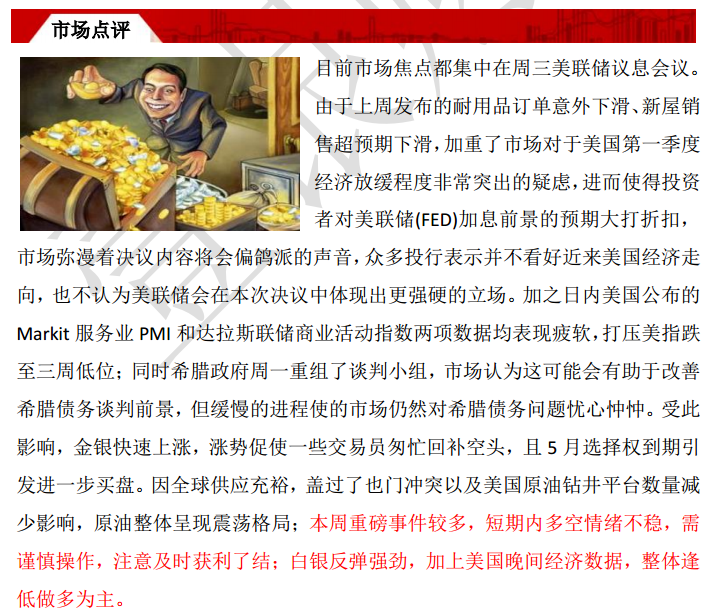 市场点评
目前市场焦点都集中在周三美联储议息会议。
由于上周发布的耐用品订单意外下滑、新屋销
售超预期下滑，加重了市场对于美国第一季度
经济放缓程度非常突出的疑虑，进而使得投资
者对美联储(FED)加息前景的预期大打折扣，
市场弥漫着决议内容将会偏鸽派的声音，众多投行表示并不看好近来美国经济走
向，也不认为美联储会在本次决议中体现出更强硬的立场。加之日内美国公布的
Markit 服务业 PMI 和达拉斯联储商业活动指数两项数据均表现疲软，打压美指跌
至三周低位；同时希腊政府周一重组了谈判小组，市场认为这可能会有助于改善
希腊债务谈判前景，但缓慢的进程使的市场仍然对希腊债务问题忧心忡忡。受此
影响，金银快速上涨，涨势促使一些交易员匆忙回补空头，且 5 月选择权到期引
发进一步买盘。因全球供应充裕，盖过了也门冲突以及美国原油钻井平台数量减
少影响，原油整体呈现震荡格局；本周重磅事件较多，短期内多空情绪不稳，需
谨慎操作，注意及时获利了结；白银反弹强劲，加上美国晚间经济数据，整体逢
低做多为主。